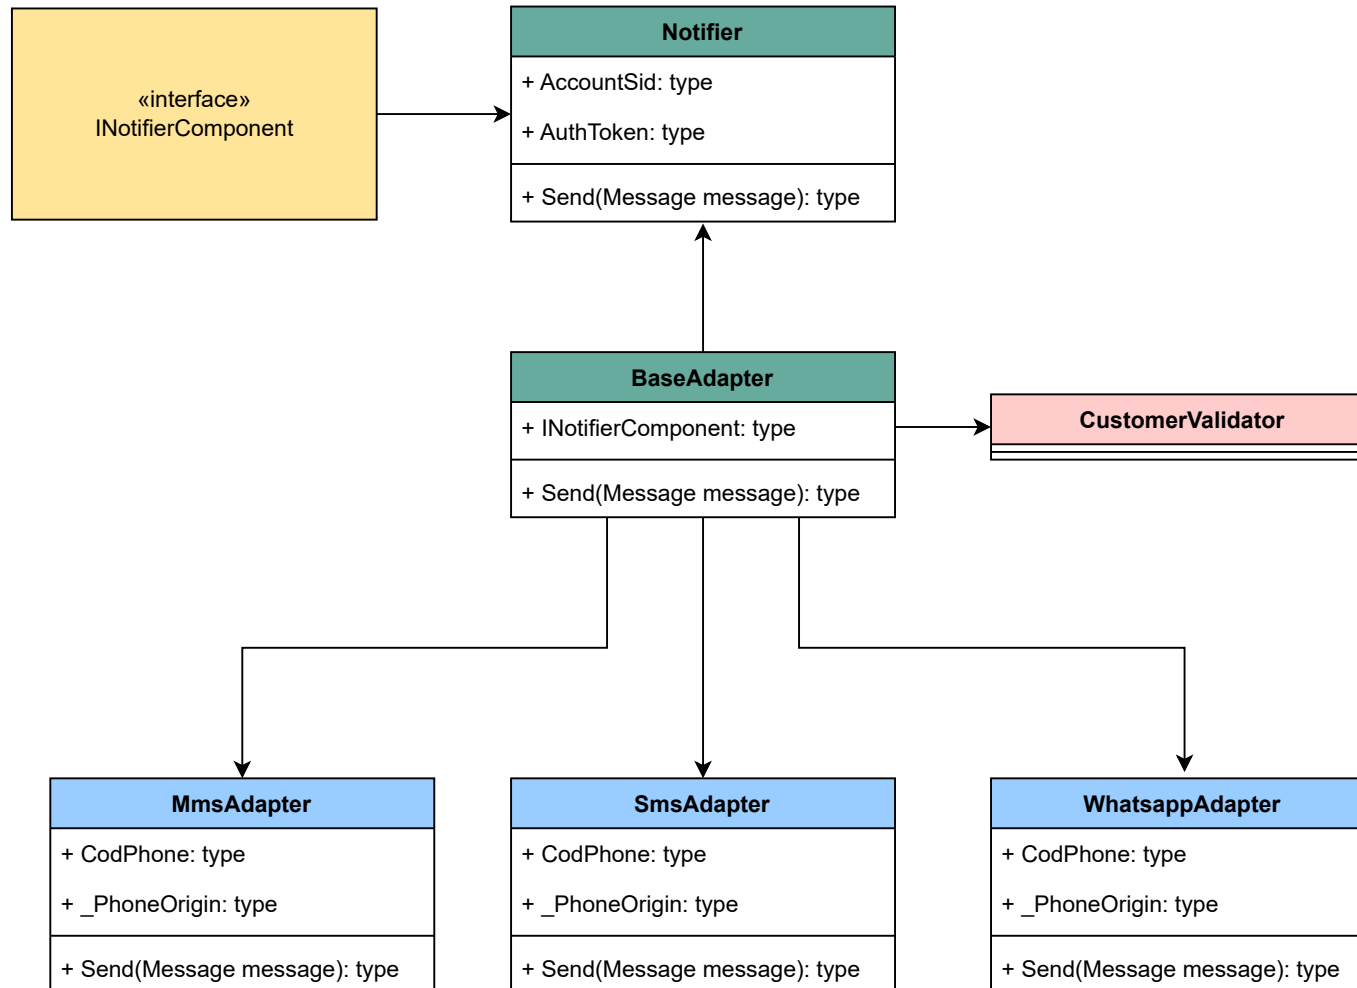 «interface»
INotifierComponent
Notifier
+ AccountSid: type
+ AuthToken: type
+ Send(Message message): type
BaseAdapter
+ INotifierComponent: type
+ Send(Message message): type
CustomerValidator
MmsAdapter
+ CodPhone: type
+ _PhoneOrigin: type
+ Send(Message message): type
SmsAdapter
+ CodPhone: type
+ _PhoneOrigin: type
+ Send(Message message): type
WhatsappAdapter
+ CodPhone: type
+ _PhoneOrigin: type
+ Send(Message message): type